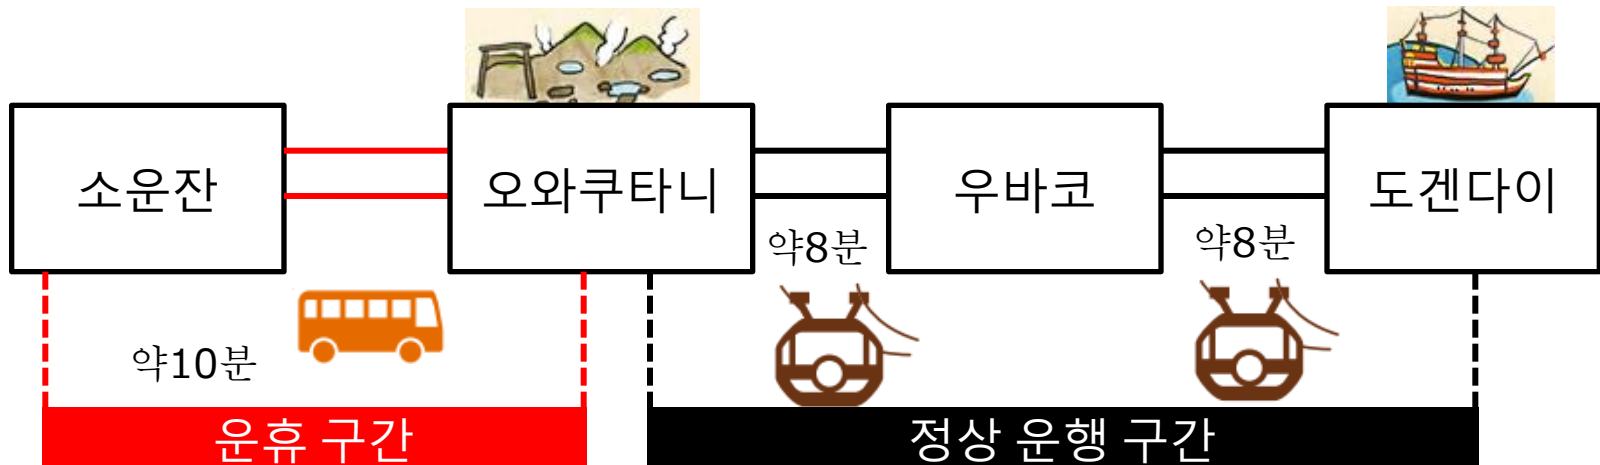 소운잔
오와쿠타니
우바코
도겐다이
약8분
약8분
약10분
운휴 구간
정상 운행 구간